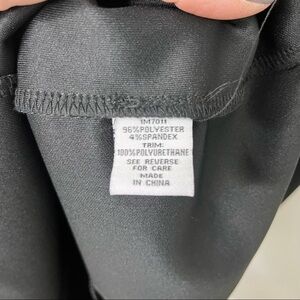 1M7011
96%POLYESTER
4%SPANDEX
TRIM:
100%POLYURETHANE
SEE REVERSE
FOR CARE
MADE
IN CHINA